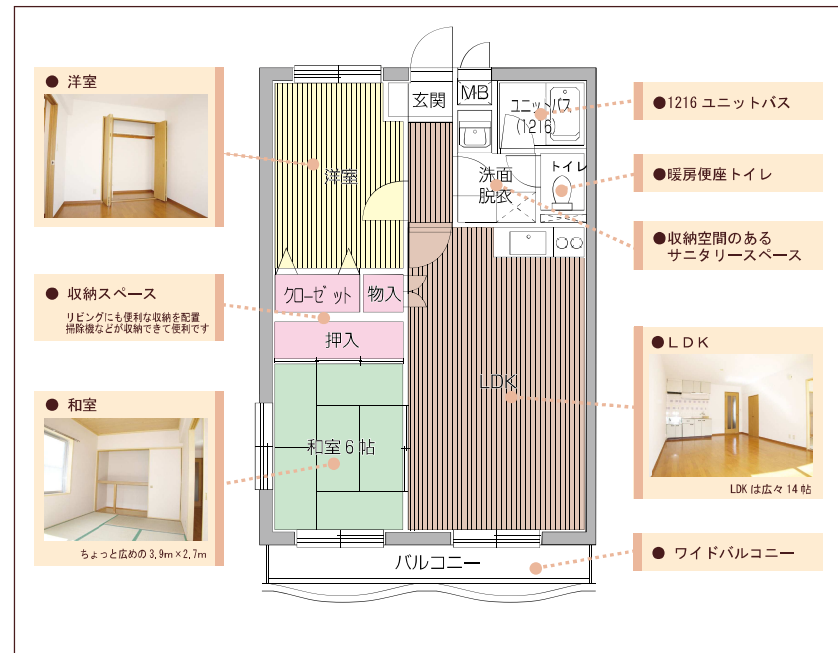 ● 洋室
● 収納スペース
リビングにも便利な収納を配置
掃除機などが収納できて便利です
● 和室
ちょっと広めの3.9m×2.7m
玄関
MB
ユニットバス
(1216)
洋室
洗面
脱衣
トイレ
クローゼット
物入
押入
LDK
和室6帖
バルコニー
●1216 ユニットバス
●暖房便座トイレ
●収納空間のある
サニタリースペース
●LDK
LDKは広々14帖
● ワイドバルコニー